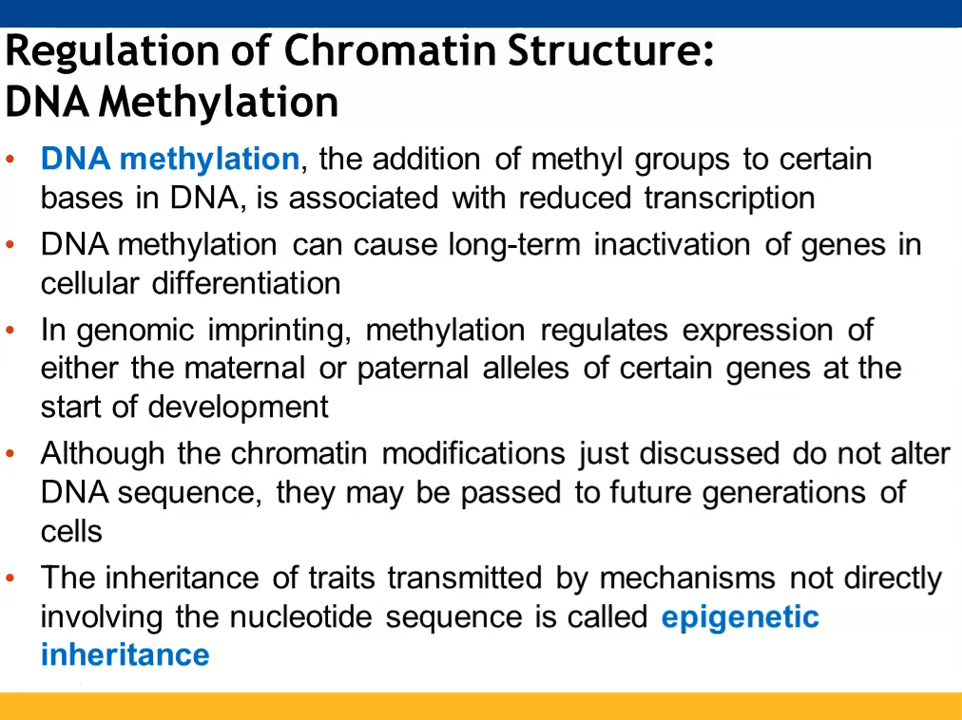 Regulation of Chromatin Structure:
DNA Methylation
• DNA methylation, the addition of methyl groups to certain
bases in DNA, is associated with reduced transcription
• DNA methylation can cause long-term inactivation of genes in
cellular differentiation
• In genomic imprinting, methylation regulates expression of
either the maternal or paternal alleles of certain genes at the
start of development
• Although the chromatin modifications just discussed do not alter
DNA sequence, they may be passed to future generations of
cells
• The inheritance of traits transmitted by mechanisms not directly
involving the nucleotide sequence is called epigenetic
inheritance